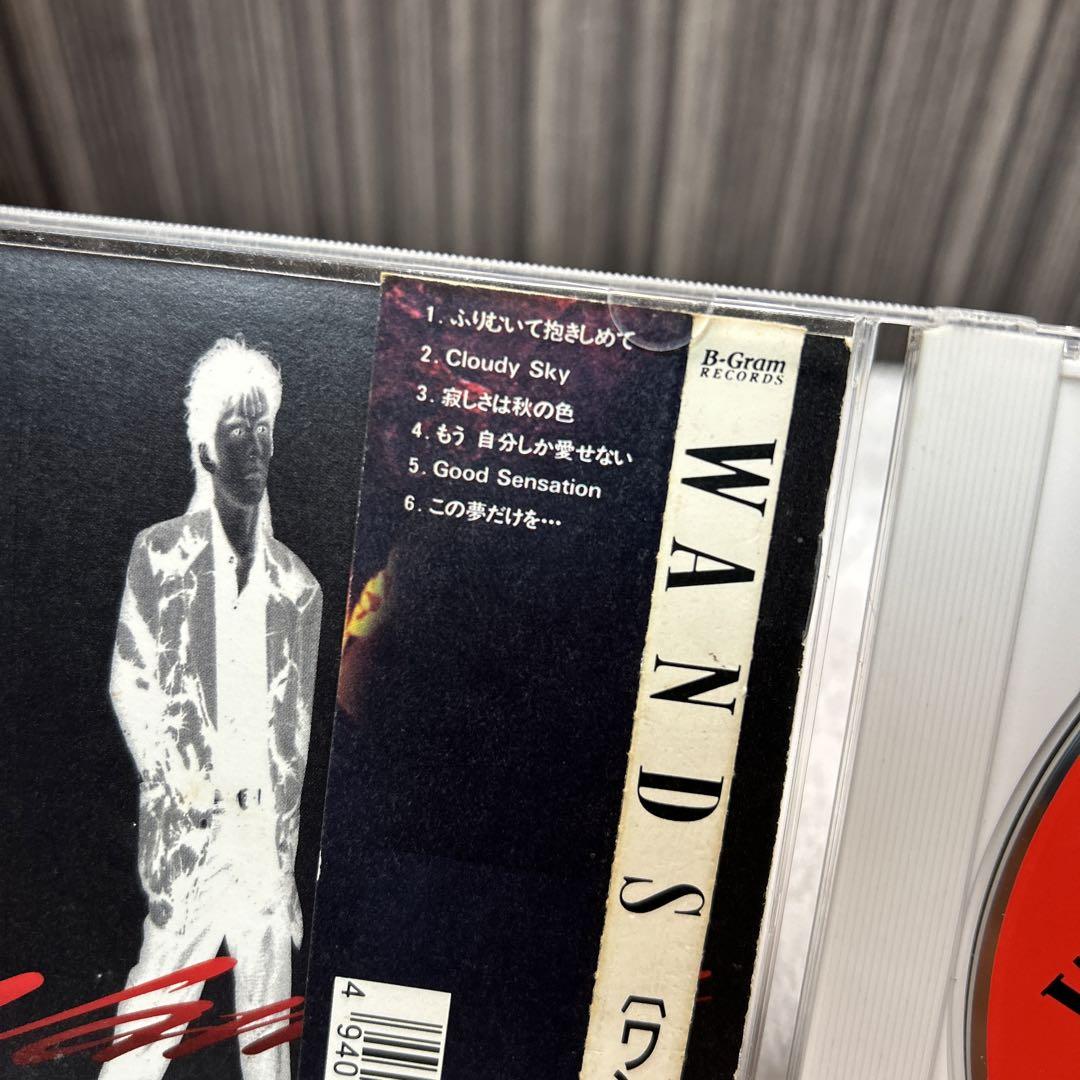 1. ふりむいて抱きしめて
2. Cloudy Sky
3. 寂しさは秋の色
4. もう 自分しか愛せない
5. Good Sensation
6. この夢だけを…
B-Gram
RECORDS
WANDS
4 940